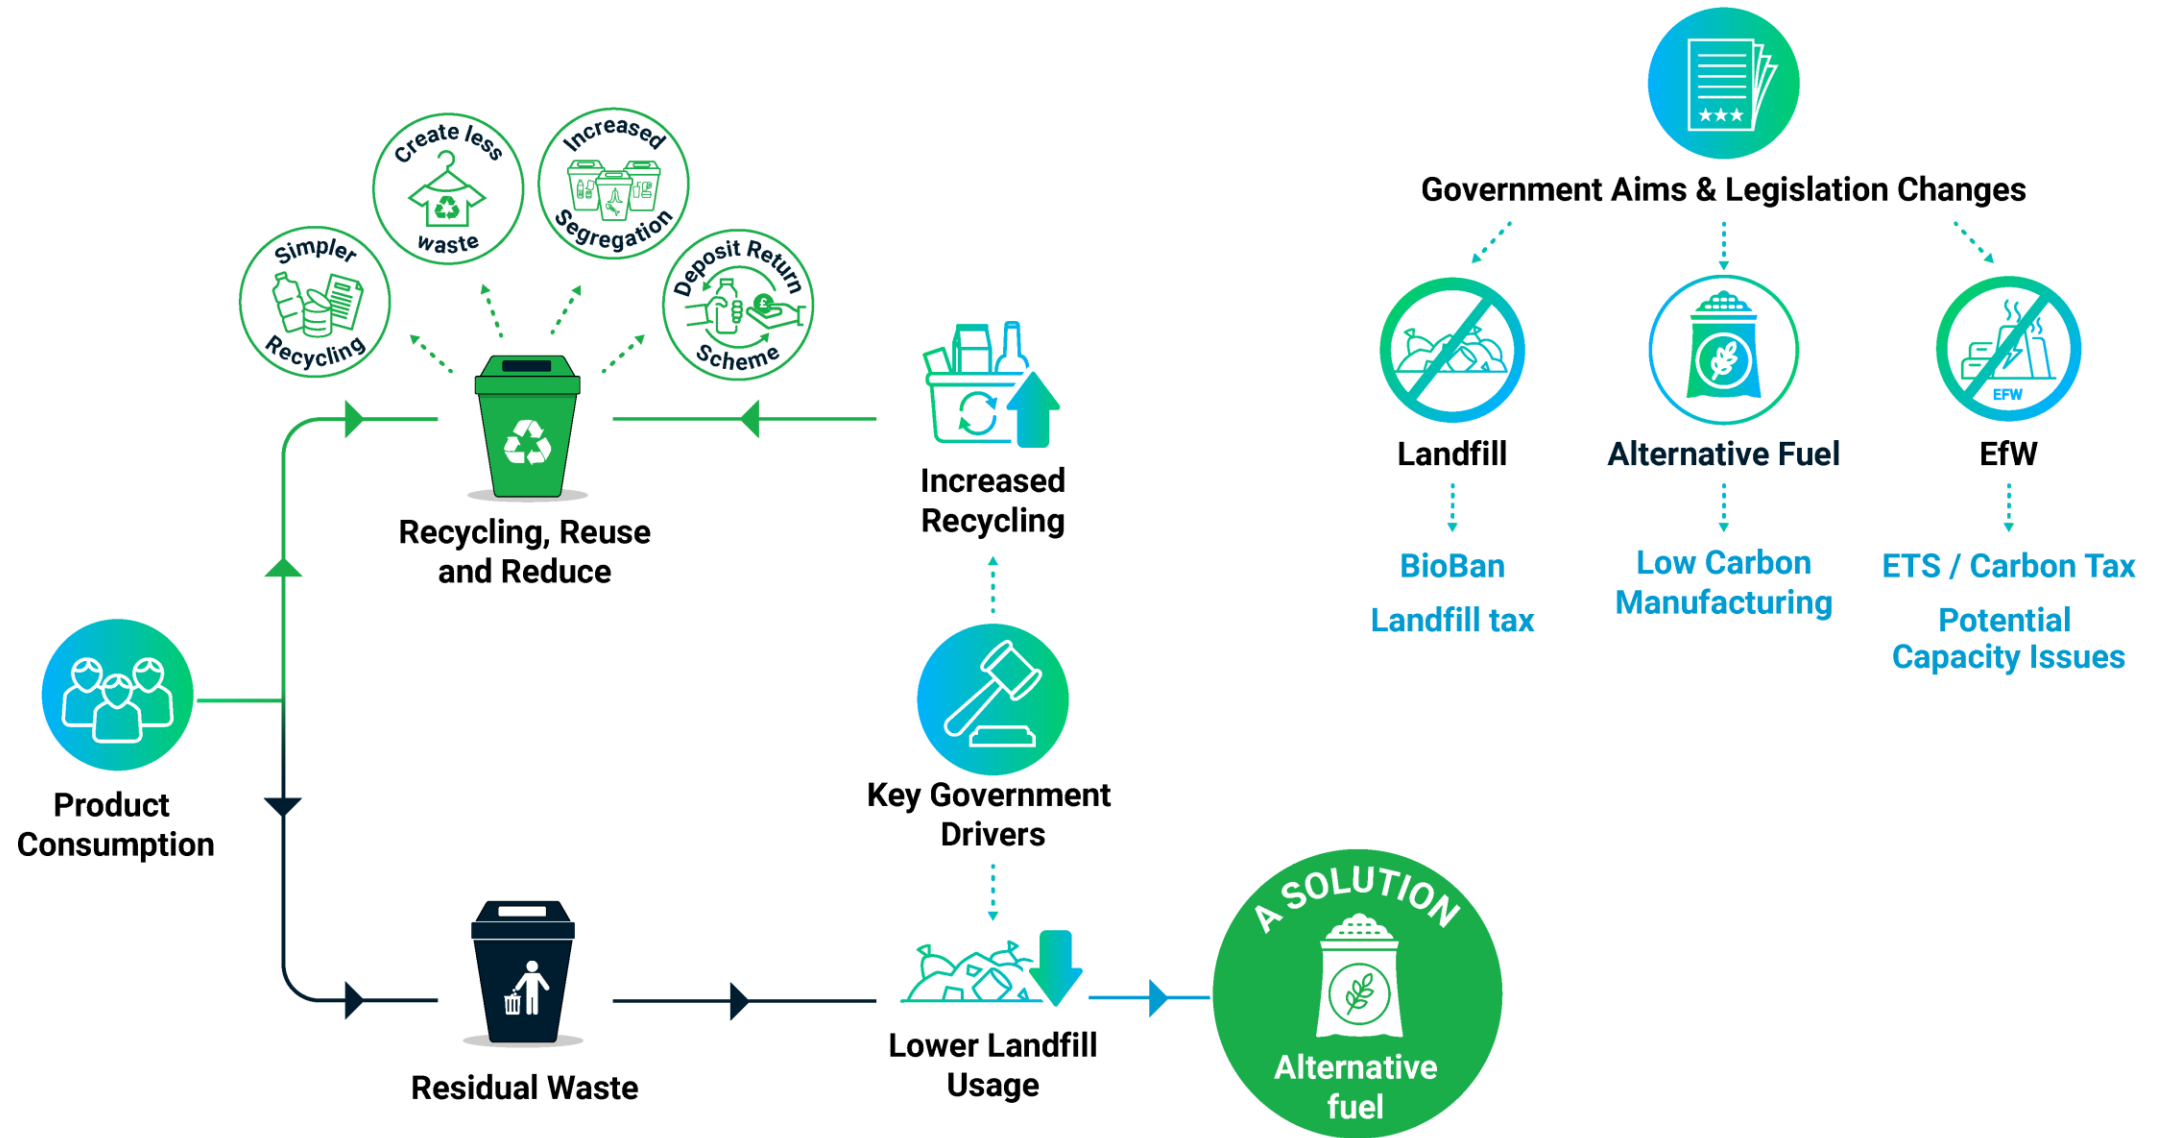 Create less
waste
Increased
Segregation
Simpler
Recycling
Deposit Return
£
Scheme
Recycling, Reuse
and Reduce
Increased
Recycling
Product
Consumption
Key Government
Drivers
Residual Waste
Lower Landfill
Usage
A SOLUTION
Alternative
fuel
Government Aims & Legislation Changes
Landfill
BioBan
Landfill tax
Alternative Fuel
Low Carbon
Manufacturing
EFW
EfW
ETS / Carbon Tax
Potential
Capacity Issues